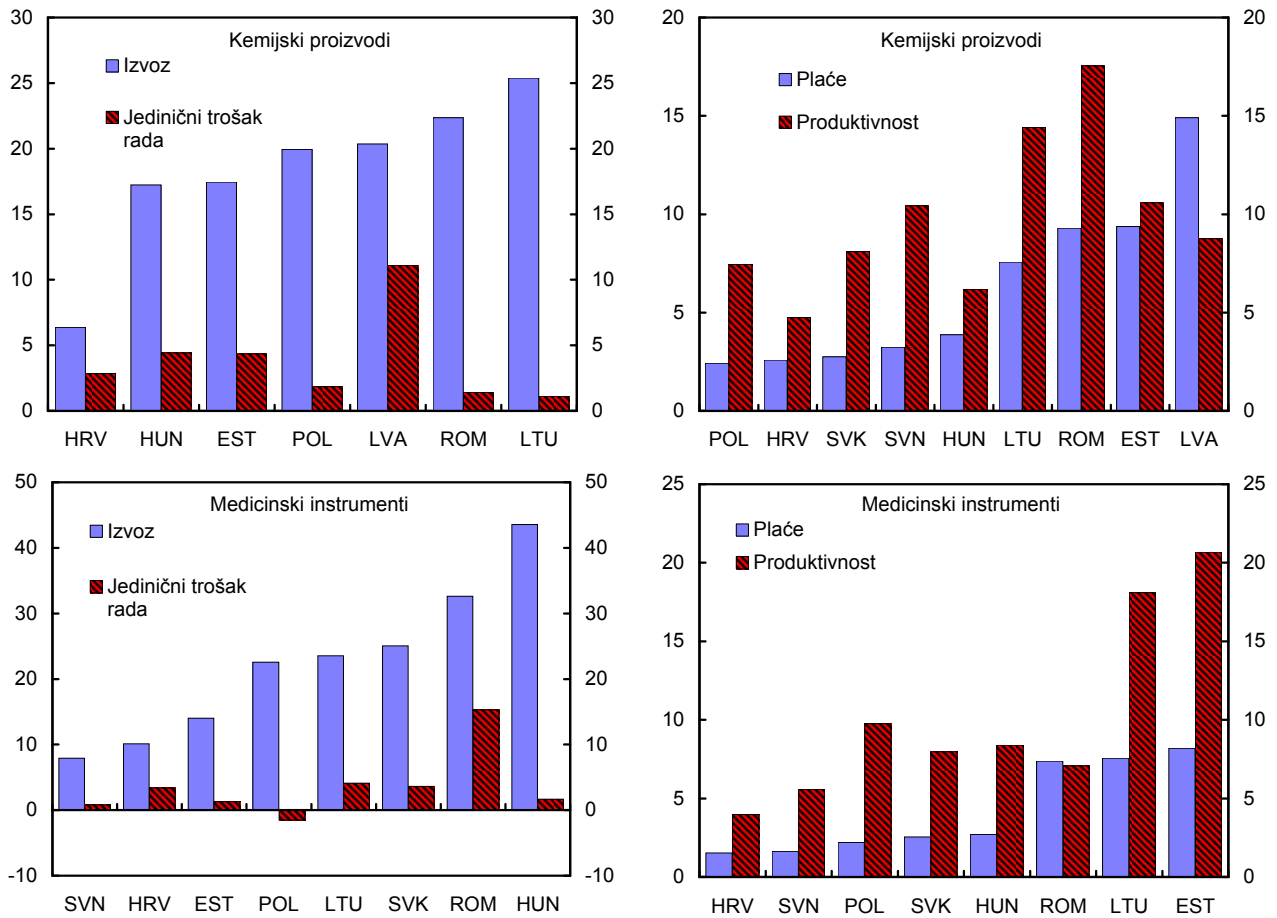 Kemijski proizvodi
Izvoz
Jedinični trošak
rada
30
25
20
15
10
5
0
30
25
20
15
10
5
0
HRV HUN EST POL LVA ROM LTU
Kemijski proizvodi
Plaće
Produktivnost
20
15
10
5
0
20
15
10
5
0
POL HRV SVK SVN HUN LTU ROM EST LVA
Medicinski instrumenti
Izvoz
Jedinični trošak
rada
50
40
30
20
10
0
-10
50
40
30
20
10
0
-10
SVN HRV EST POL LTU SVK ROM HUN
Medicinski instrumenti
Plaće
Produktivnost
25
20
15
10
5
0
25
20
15
10
5
0
HRV SVN POL SVK HUN ROM LTU EST